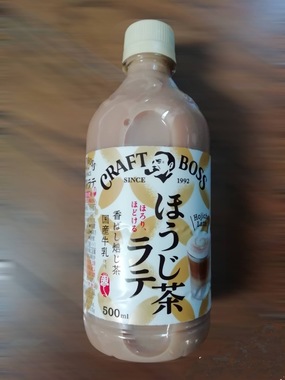 CRAFT BOSS
SINCE 1992
ほうじ茶
ラテ
ほろり、
ほどける
香ばし焙じ茶
国産牛乳
Hojicha
500ml